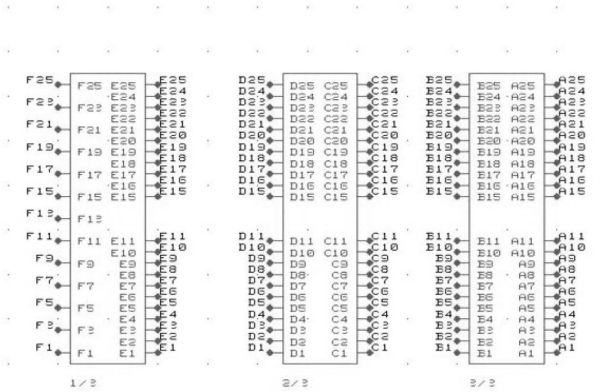 F25 F25 E25 E25 D25 D25 C25 C25 B25 B25 A25 A25
E24 E24 D24 D24 C24 C24 B24 B24 A24 A24
F23 F23 E23 E23 D23 D23 C23 C23 B23 B23 A23 A23
E22 E22 D22 D22 C22 C22 B22 B22 A22 A22
F21 F21 E21 E21 D21 D21 C21 C21 B21 B21 A21 A21
E20 E20 D20 D20 C20 C20 B20 B20 A20 A20
F19 F19 E19 E19 D19 D19 C19 C19 B19 B19 A19 A19
E18 E18 D18 D18 C18 C18 B18 B18 A18 A18
F17 F17 E17 E17 D17 D17 C17 C17 B17 B17 A17 A17
E16 E16 D16 D16 C16 C16 B16 B16 A16 A16
F15 F15 E15 E15 D15 D15 C15 C15 B15 B15 A15 A15
F13 F13
F11 F11 E11 E11 D11 D11 C11 C11 B11 B11 A11 A11
E10 E10 D10 D10 C10 C10 B10 B10 A10 A10
F9 F9 E9 E9 D9 D9 C9 C9 B9 B9 A9 A9
E8 E8 D8 D8 C8 C8 B8 B8 A8 A8
F7 F7 E7 E7 D7 D7 C7 C7 B7 B7 A7 A7
E6 E6 D6 D6 C6 C6 B6 B6 A6 A6
F5 F5 E5 E5 D5 D5 C5 C5 B5 B5 A5 A5
E4 E4 D4 D4 C4 C4 B4 B4 A4 A4
F3 F3 E3 E3 D3 D3 C3 C3 B3 B3 A3 A3
E2 E2 D2 D2 C2 C2 B2 B2 A2 A2
F1 F1 E1 E1 D1 D1 C1 C1 B1 B1 A1 A1
1/3 2/3 3/3